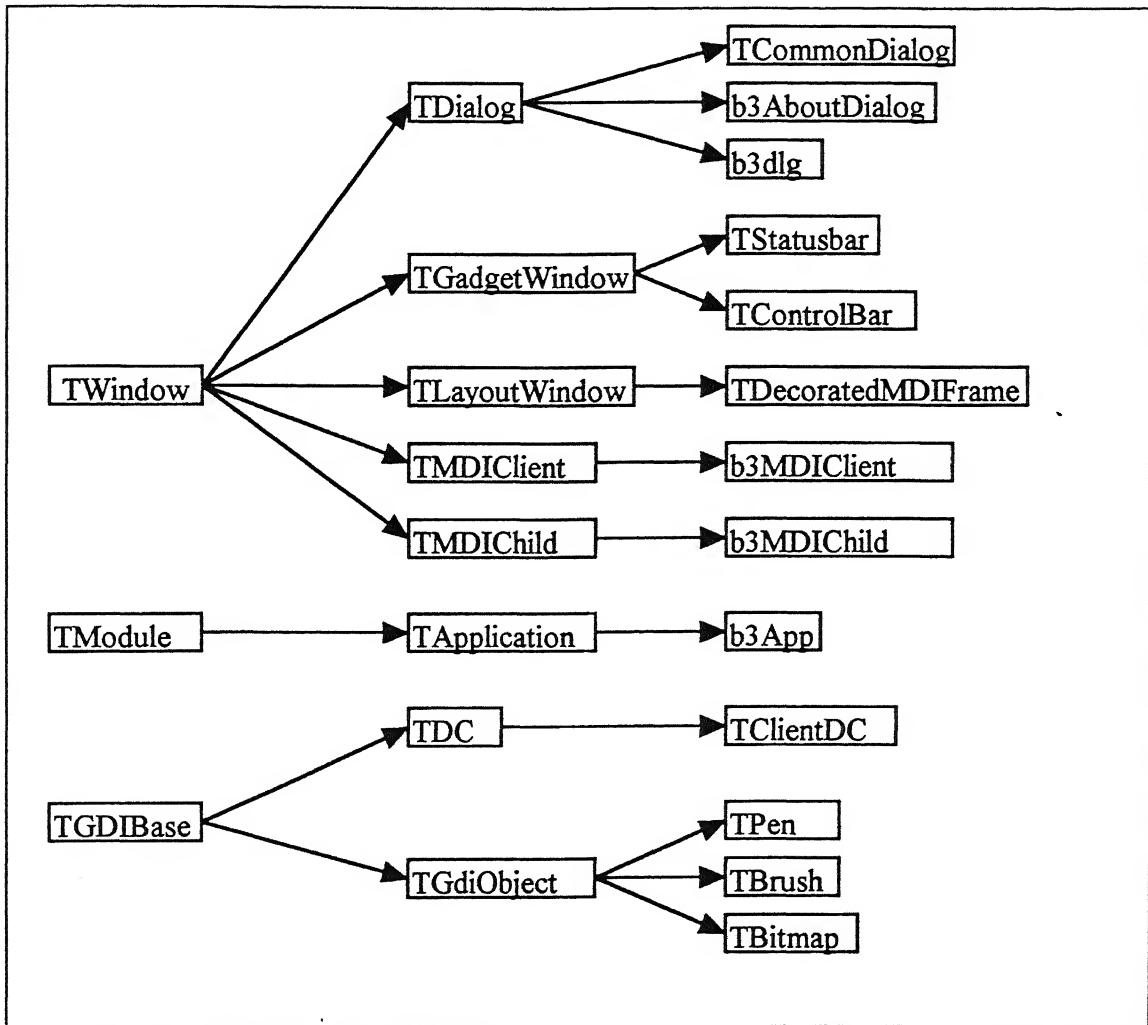 TCommonDialog
TDialog
b3AboutDialog
b3dlg
TStatusbar
TGadgetWindow
TControlBar
TWindow
TLayoutWindow
TDecoratedMDIFrame
TMDIClient
b3MDIClient
TMDIChild
b3MDIChild
TModule
TApplication
b3App
TDC
TClientDC
TGDIBase
TPen
TGdiObject
TBrush
TBitmap